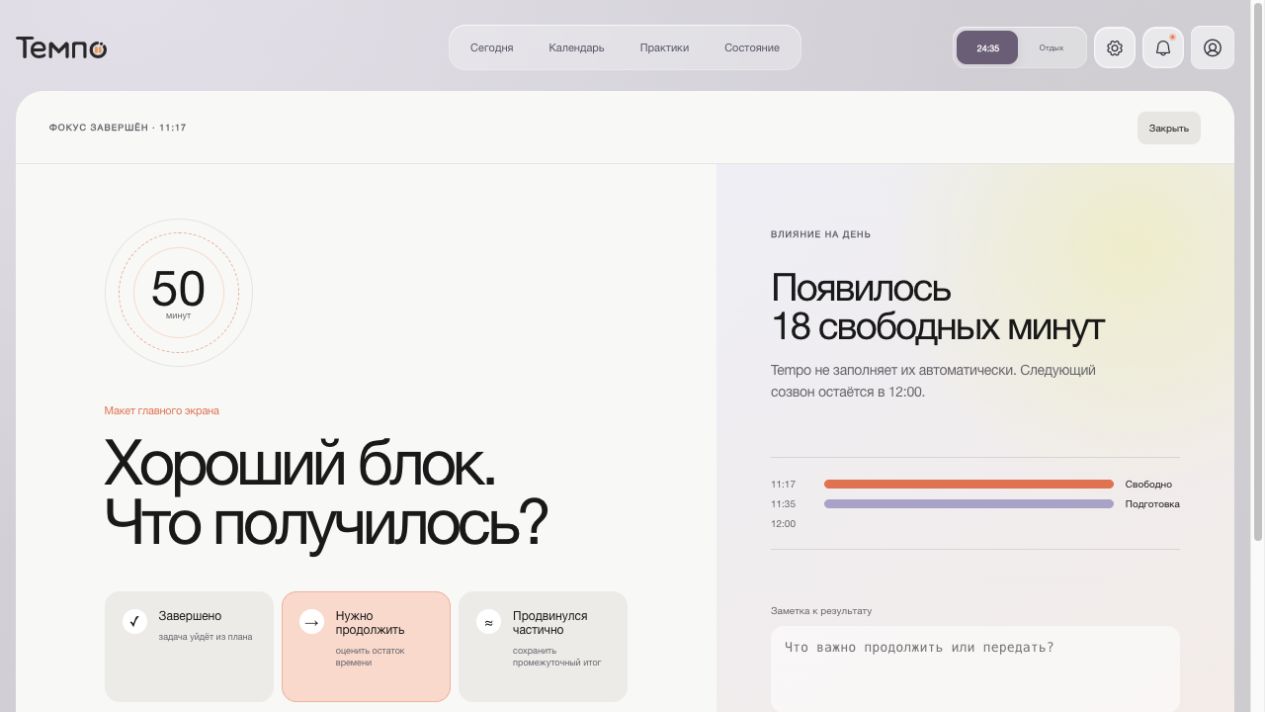 Темпо
Сегодня
Календарь
Практики
Состояние
24:35
Отдых
ФОКУС ЗАВЕРШЁН · 11:17
Закрыть
50
минут
Макет главного экрана
Хороший блок.
Что получилось?
✓
Завершено
задача уйдёт из плана
→
Нужно
продолжить
оценить остаток
времени
≈
Продвинулся
частично
сохранить
промежуточный итог
ВЛИЯНИЕ НА ДЕНЬ
Появилось
18 свободных минут
Tempo не заполняет их автоматически. Следующий
созвон остаётся в 12:00.
11:17
Свободно
11:35
Подготовка
12:00
Заметка к результату
Что важно продолжить или передать?